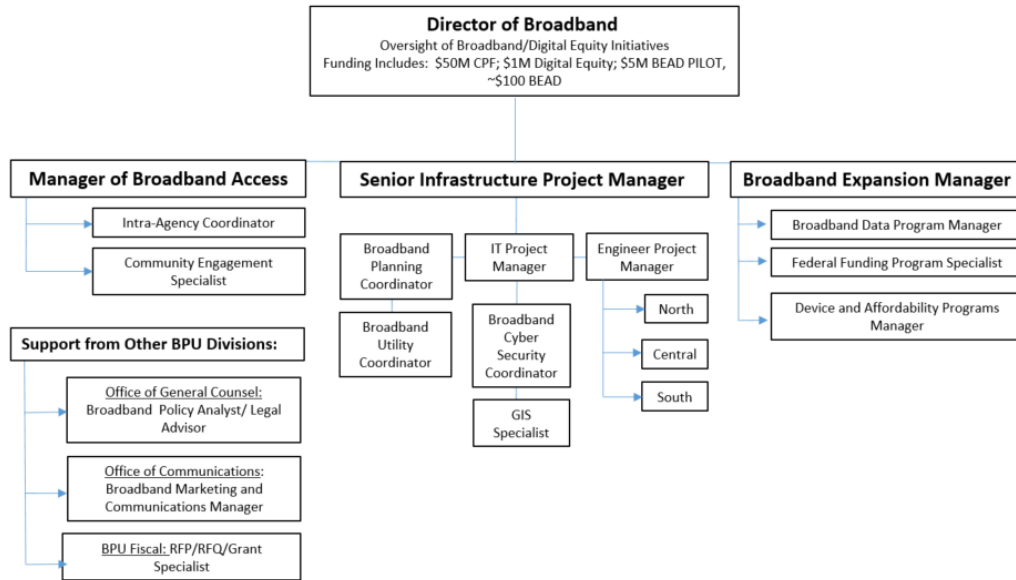 Director of Broadband
Oversight of Broadband/Digital Equity Initiatives
Funding Includes: $50M CPF; $1M Digital Equity; $5M BEAD PILOT,
~$100 BEAD
Manager of Broadband Access
Intra-Agency Coordinator
Community Engagement
Specialist
Support from Other BPU Divisions:
Office of General Counsel:
Broadband Policy Analyst/ Legal
Advisor
Office of Communications:
Broadband Marketing and
Communications Manager
BPU Fiscal: RFP/RFQ/Grant
Specialist
Senior Infrastructure Project Manager
Broadband
Planning
Coordinator
Broadband
Utility
Coordinator
IT Project
Manager
Broadband
Cyber
Security
Coordinator
GIS
Specialist
Engineer Project
Manager
North
Central
South
Broadband Expansion Manager
Broadband Data Program Manager
Federal Funding Program Specialist
Device and Affordability Programs
Manager